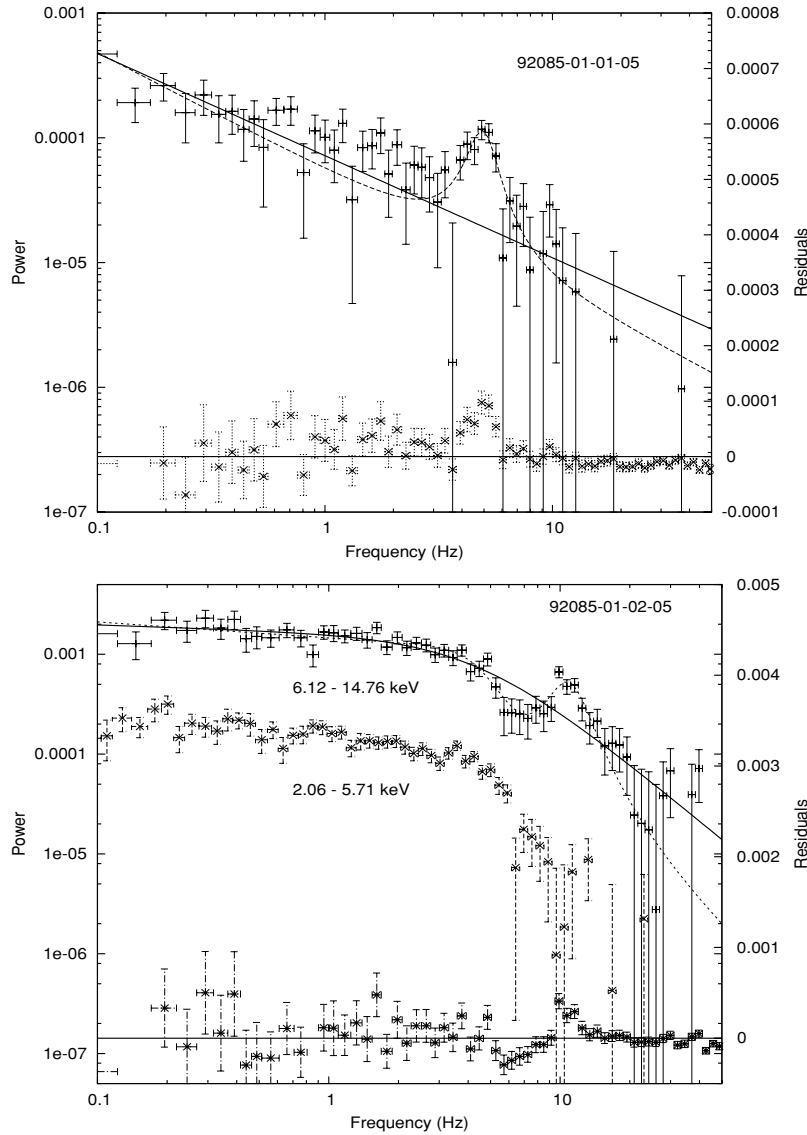 0.001
0.0001
1e-05
1e-06
1e-07
Power
0.0008
0.0007
0.0006
0.0005
0.0004
0.0003
0.0002
0.0001
0
-0.0001
Residuals
92085-01-01-05
0.1
1
10
Frequency (Hz)
0.001
0.0001
1e-05
1e-06
1e-07
Power
0.005
0.004
0.003
0.002
0.001
0
Residuals
92085-01-02-05
6.12 - 14.76 keV
2.06 - 5.71 keV
0.1
1
10
Frequency (Hz)